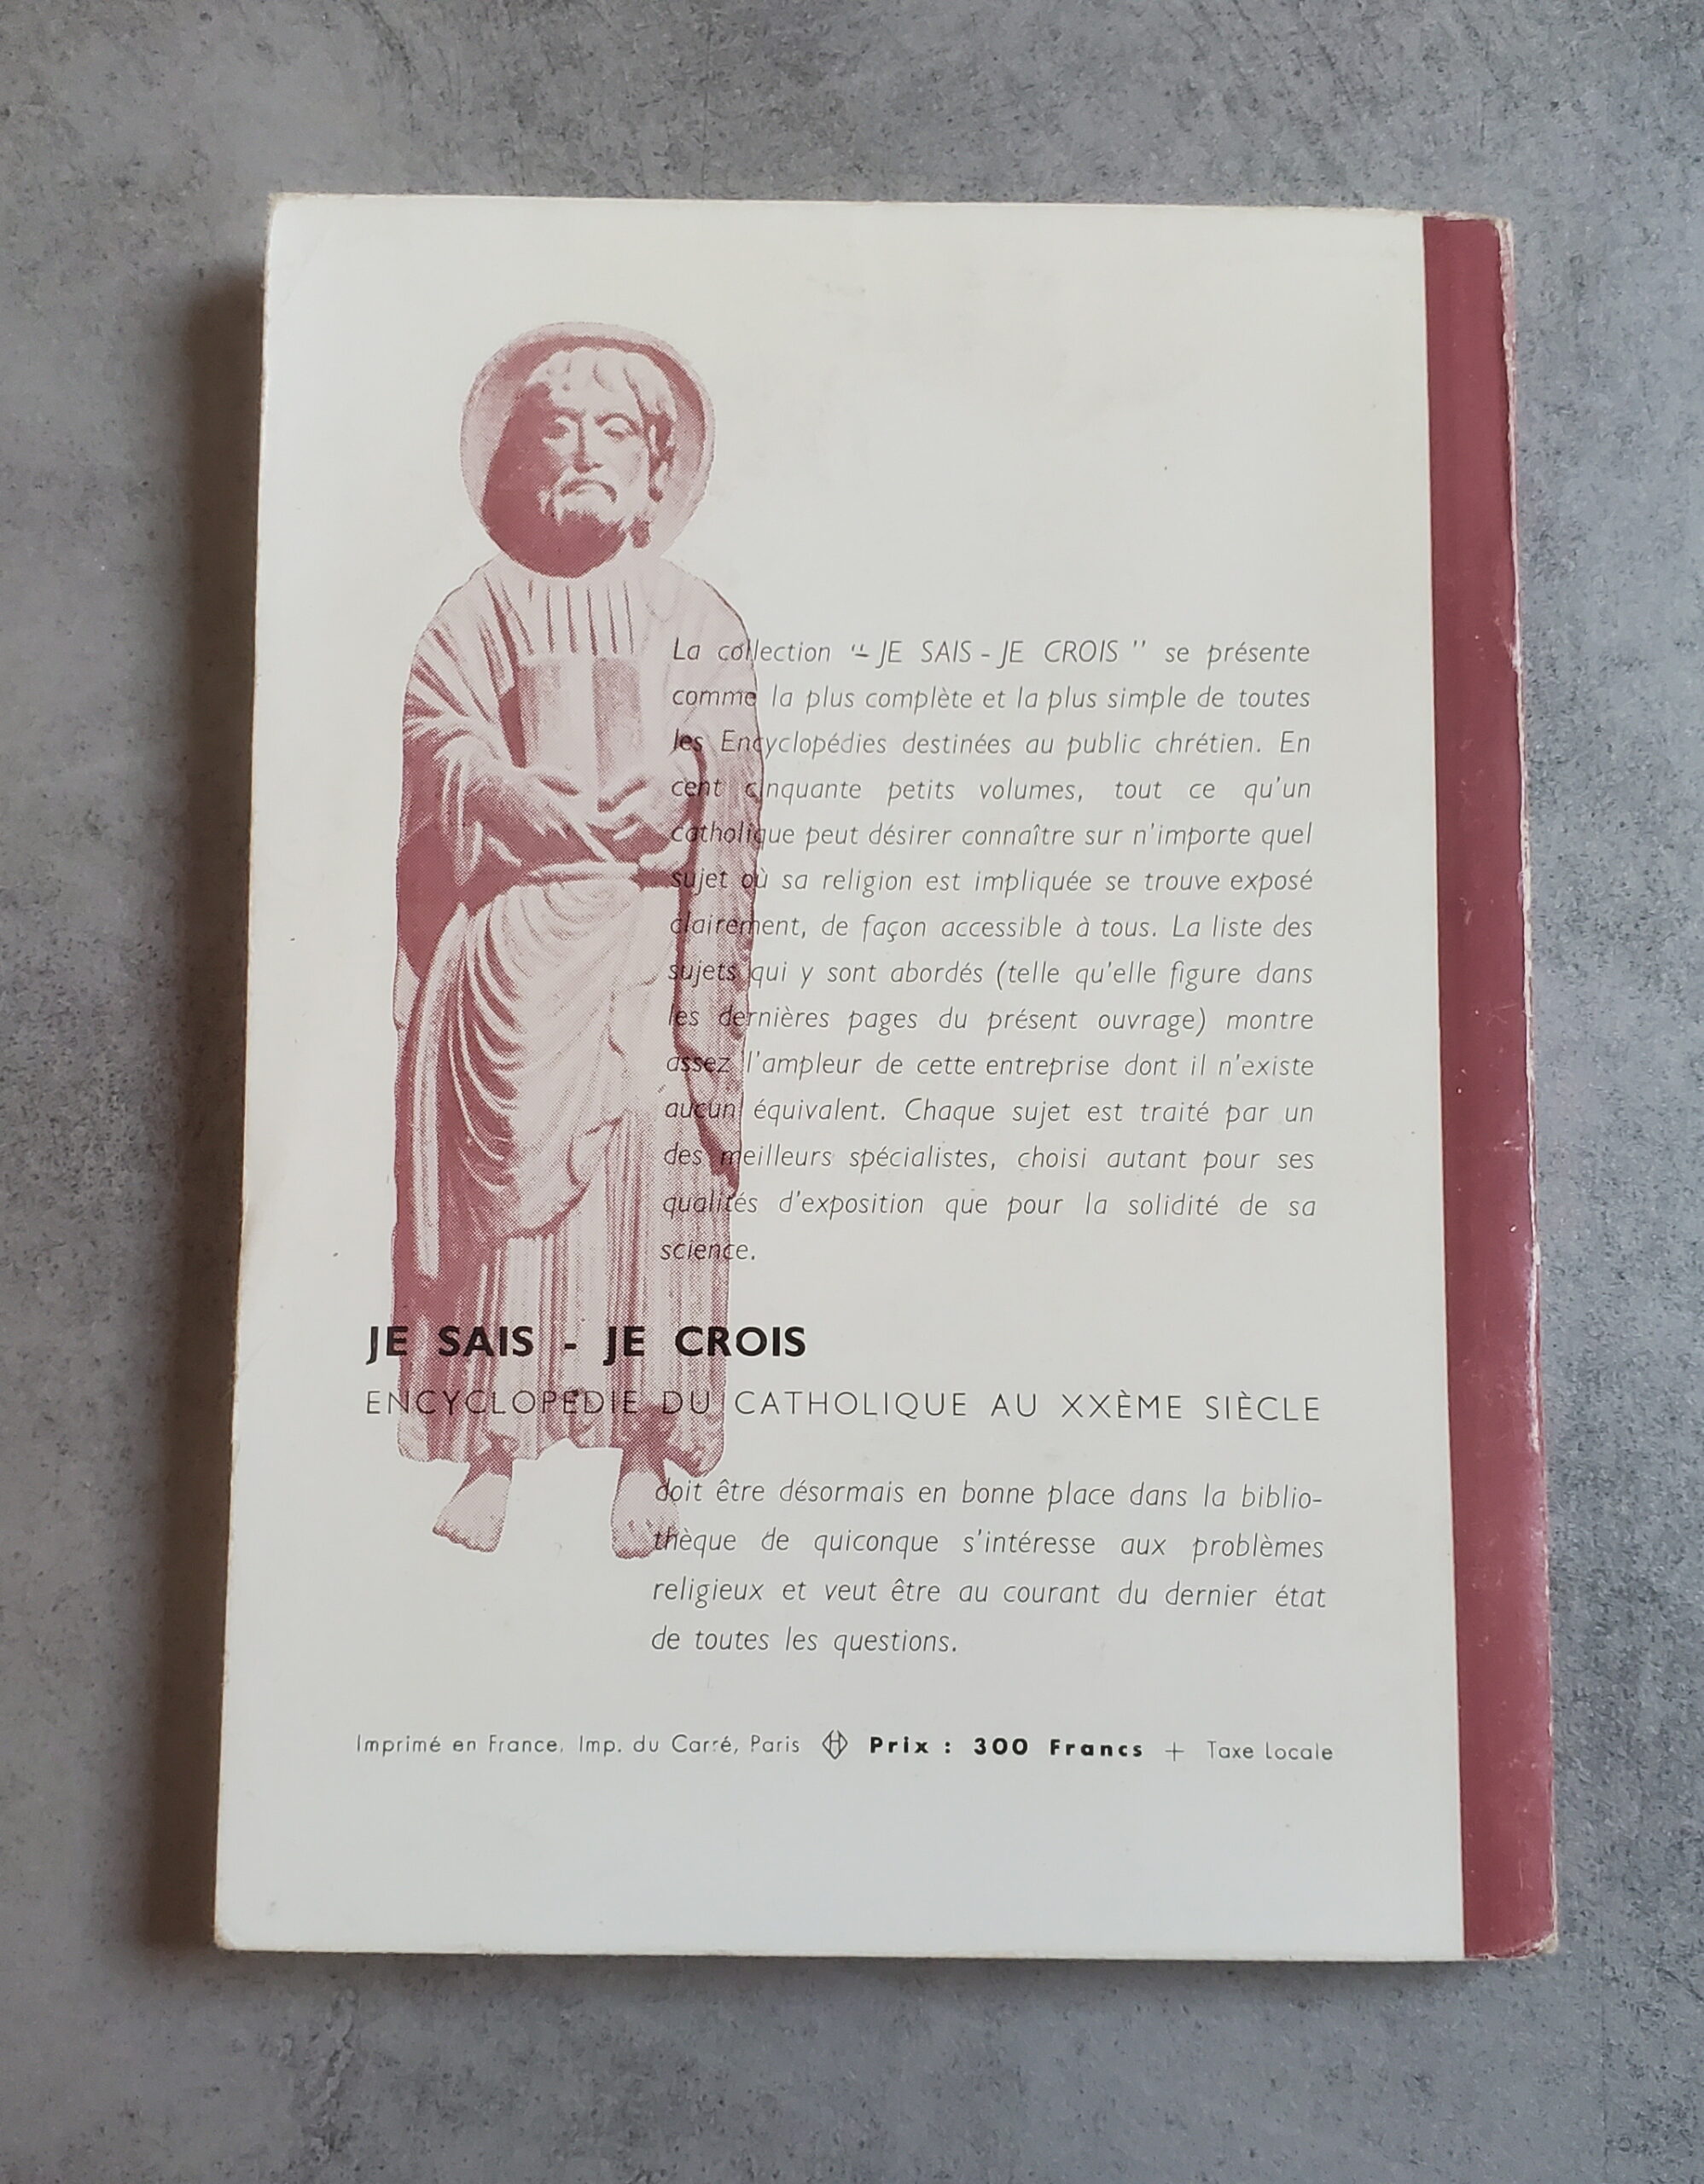 La collection “ JE SAIS - JE CROIS ” se présente
comme la plus complète et la plus simple de toutes
les Encyclopédies destinées au public chrétien. En
cent cinquante petits volumes, tout ce qu'un
catholique peut désirer connaître sur n'importe quel
sujet où sa religion est impliquée se trouve exposé
clairement, de façon accessible à tous. La liste des
sujets qui y sont abordés (telle qu'elle figure dans
les dernières pages du présent ouvrage) montre
assez l'ampleur de cette entreprise dont il n'existe
aucun équivalent. Chaque sujet est traité par un
des meilleurs spécialistes, choisi autant pour ses
qualités d'exposition que pour la solidité de sa
science.
JE SAIS - JE CROIS
ENCYCLOPÉDIE DU CATHOLIQUE AU XXÈME SIÈCLE
doit être désormais en bonne place dans la biblio-
thèque de quiconque s'intéresse aux problèmes
religieux et veut être au courant du dernier état
de toutes les questions.
Imprimé en France, Imp. du Carré, Paris Prix : 300 Francs + Taxe Locale